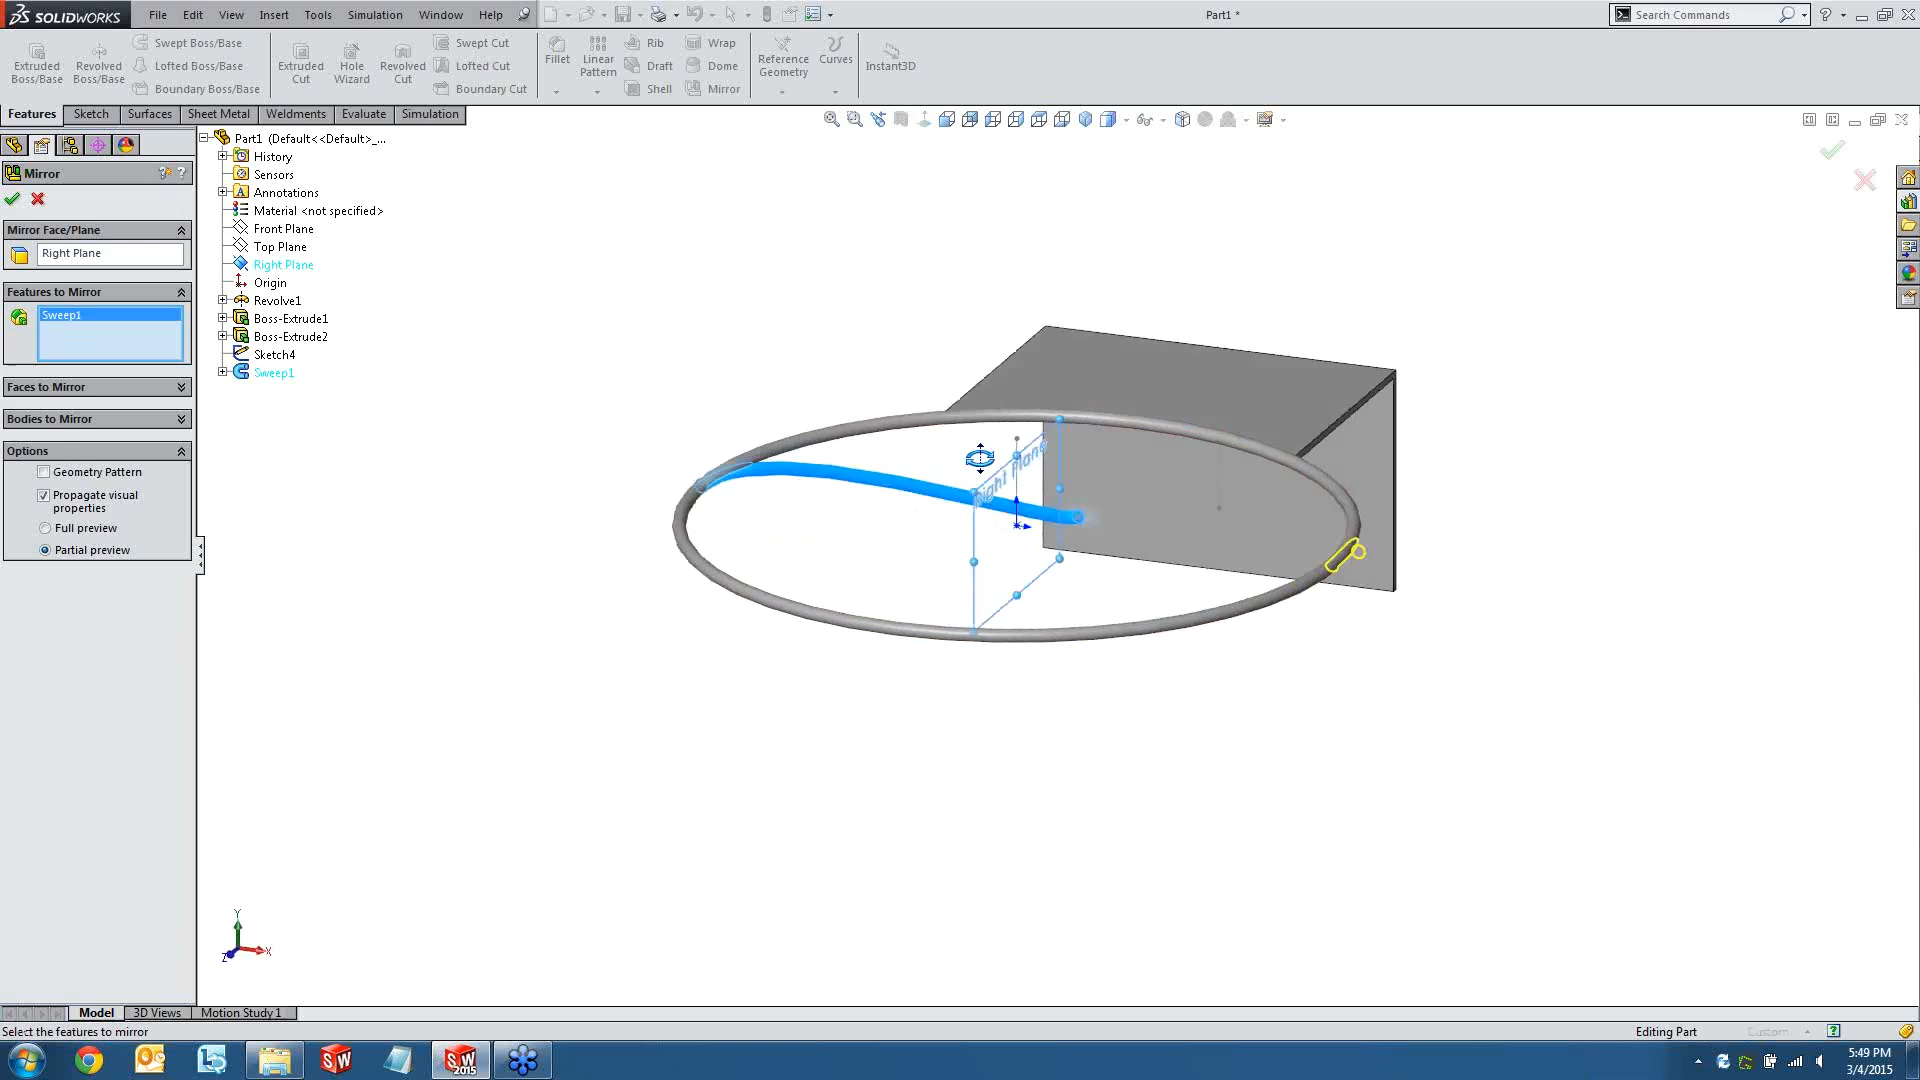 SOLIDWORKS
File Edit View Insert Tools Simulation Window Help
Part1 *
Search Commands
Extruded Boss/Base
Revolved Boss/Base
Swept Boss/Base
Lofted Boss/Base
Boundary Boss/Base
Extruded Cut
Hole Wizard
Revolved Cut
Swept Cut
Lofted Cut
Boundary Cut
Fillet
Linear Pattern
Rib
Draft
Shell
Wrap
Dome
Mirror
Reference Geometry
Curves
Instant3D
Features Sketch Surfaces Sheet Metal Weldments Evaluate Simulation
Mirror
Mirror Face/Plane
Right Plane
Features to Mirror
Sweep1
Faces to Mirror
Bodies to Mirror
Options
Geometry Pattern
Propagate visual
properties
Full preview
Partial preview
Part1 (Default<<Default>_...
History
Sensors
Annotations
Material <not specified>
Front Plane
Top Plane
Right Plane
Origin
Revolve1
Boss-Extrude1
Boss-Extrude2
Sketch4
Sweep1
Right Plane
Y
X
Z
Model 3D Views Motion Study 1
Select the features to mirror
Editing Part
Custom
SW
SW
2015
5:49 PM
3/4/2015